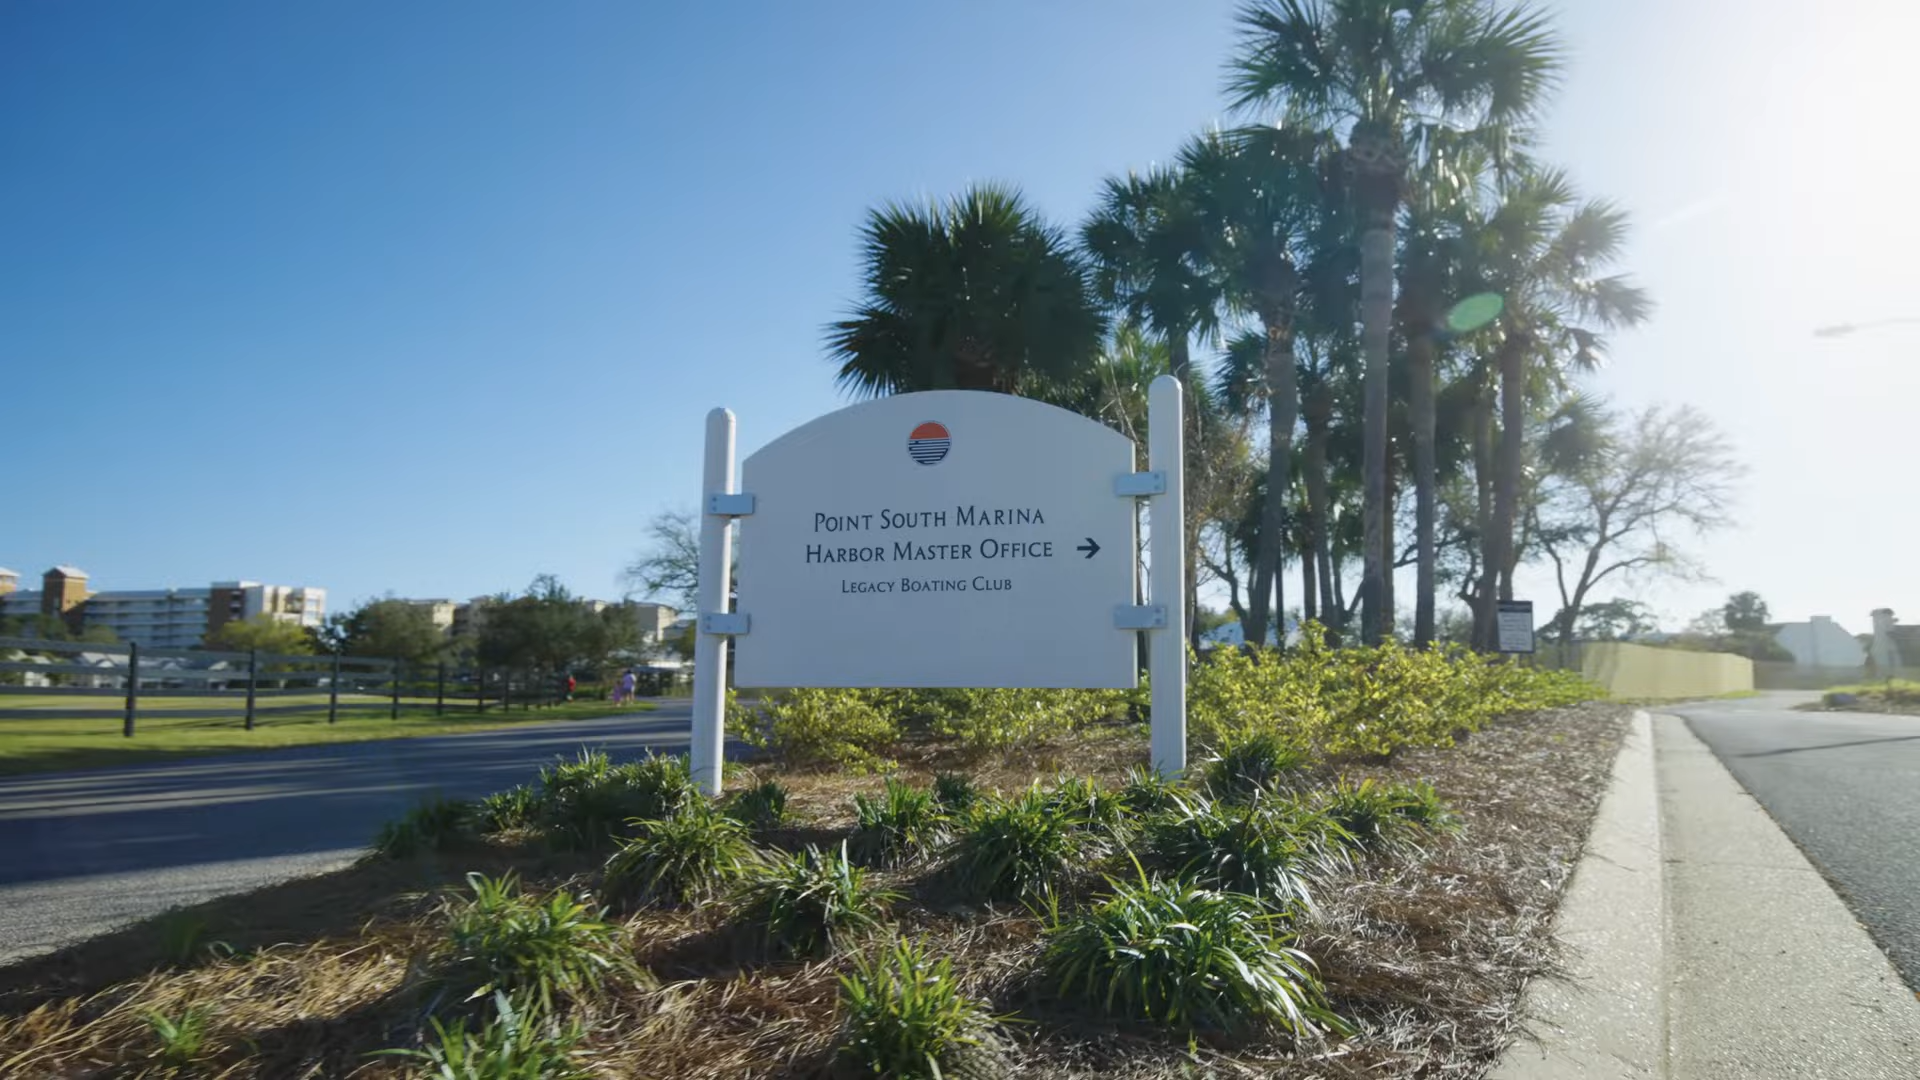 POINT SOUTH MARINA
HARBOR MASTER OFFICE →
LEGACY BOATING CLUB